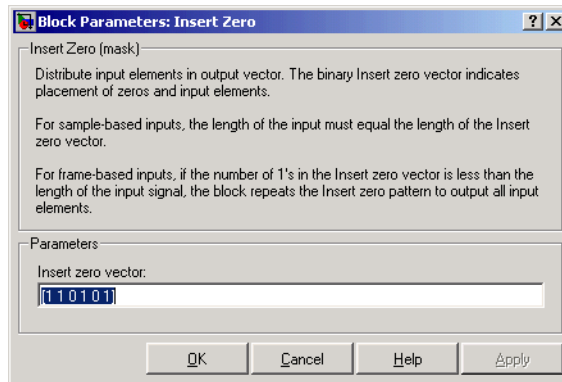 Block Parameters: Insert Zero
Insert Zero (mask)
Distribute input elements in output vector. The binary Insert zero vector indicates
placement of zeros and input elements.
For sample-based inputs, the length of the input must equal the length of the Insert
zero vector.
For frame-based inputs, if the number of 1's in the Insert zero vector is less than the
length of the input signal, the block repeats the Insert zero pattern to output all input
elements.
Parameters
Insert zero vector:
[1 1 0 1 0 1]
OK Cancel Help Apply